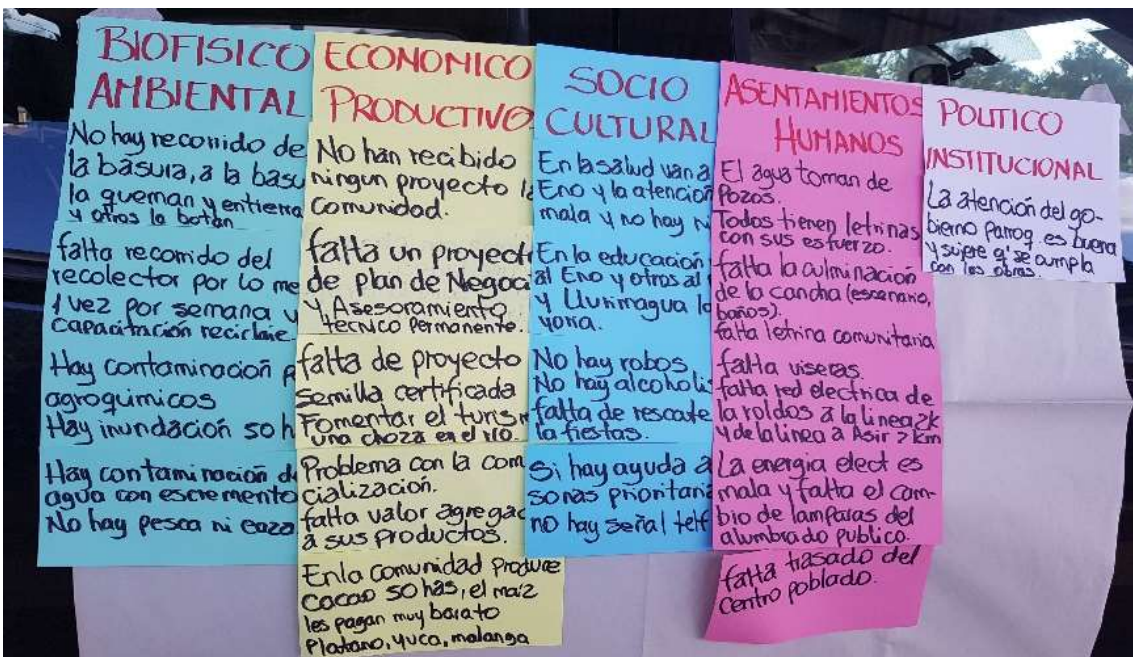 BIOFISICO
AMBIENTAL
No hay recorrido de
la basura, a la basu
la queman y entierra
y otros la botan
falta recorrido del
recolector por lo me
1 vez por semana y
capacitación reciclaje
Hay contaminación p
agroquimicos
Hay inundación 50 h
Hay contaminación d
agua con escremento
No hay pesca ni caza
ECONOMICO
PRODUCTIVO
No han recibido
ningun proyecto la
comunidad.
falta un proyect
de plan de Negoci
y Asesoramiento
tecnico Permanente.
falta de proyecto
Semilla certificada
Fomentar el turis
una choza en el río.
Problema con la com
cialización.
falta valor agregad
a sus productos.
En la comunidad Produce
cacao 50 has, el maíz
les pagan muy barato
Platano, yuca, malanga
SOCIO
CULTURAL
En la salud van a
Eno y la atención
mala y no hay ni
En la educación
al Eno y otros al
y Llurimagua la
yoria.
No hay robos
No hay alcoholis
falta de rescate
la fiestas.
Si hay ayuda a
sonas prioritaria
no hay señal telf
ASENTAMIENTOS
HUMANOS
El agua toman de
Pozos.
Todos tienen letrinas
con sus esfuerzo.
falta la culminación
de la cancha (escenario,
baños).
falta letrina comunitaria
falta viseras.
falta red electrica de
la roldos a la linea 2k
y de la linea a Asir 7 km
La energia elect es
mala y falta el cam-
bio de lamparas del
alumbrado publico.
falta trasado del
centro poblado.
POLITICO
INSTITUCIONAL
La atención del go-
bierno parroq. es buena
y sujere q' se cumpla
con las obras.